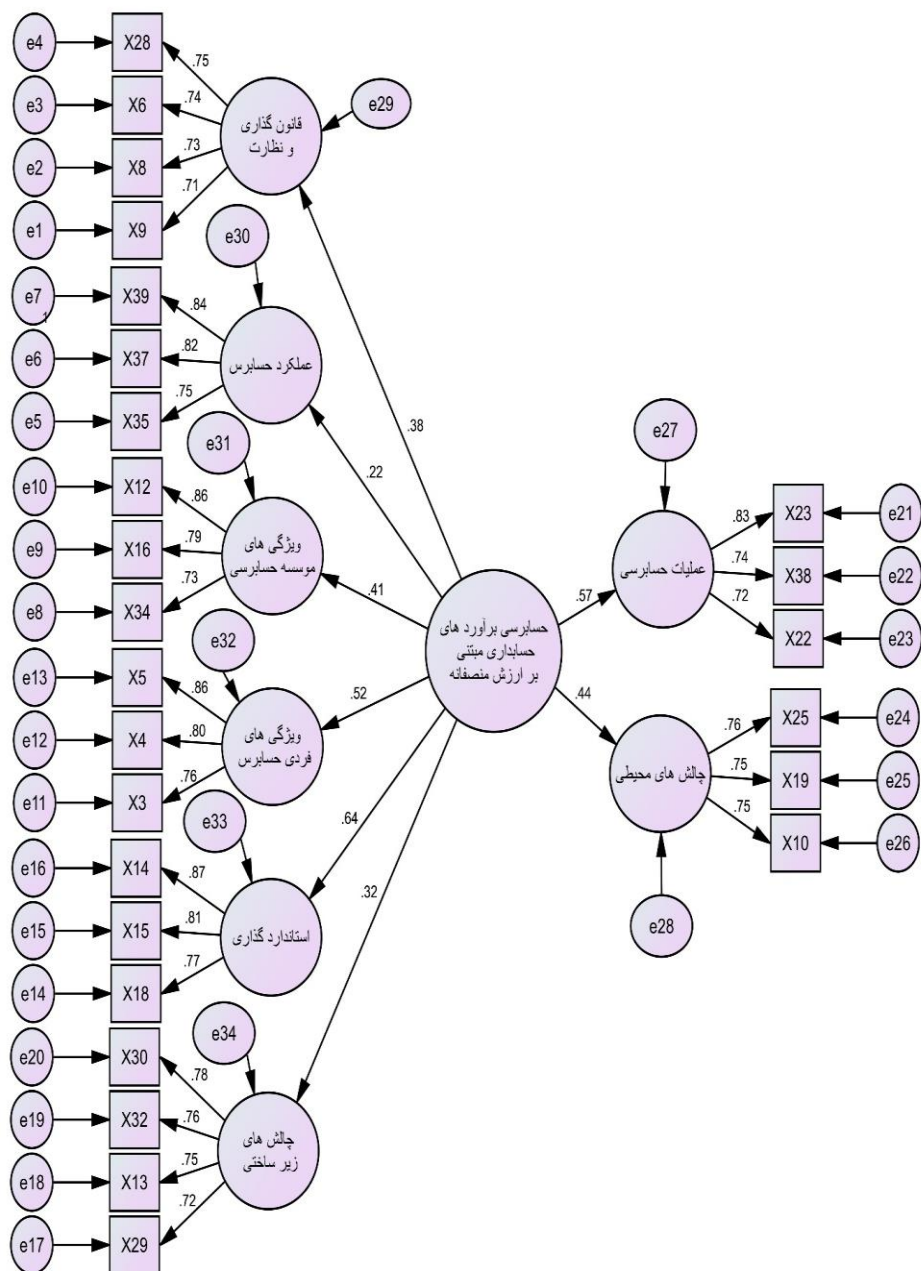 e4
X28
.75
e3
X6
.74
e2
X8
.73
e1
X9
.71
قانون گذاری
و نظارت
e29
e30
e7
1
X39
.84
e6
X37
.82
e5
X35
.75
عملکرد حسابرس
e31
e10
X12
.86
e9
X16
.79
e8
X34
.73
ویژگی های
موسسه حسابرسی
e32
e13
X5
.86
e12
X4
.80
e11
X3
.76
ویژگی های
فردی حسابرس
e33
e16
X14
.87
e15
X15
.81
e14
X18
.77
استاندارد گذاری
e34
e20
X30
.78
e19
X32
.76
e18
X13
.75
e17
X29
.72
چالش های
زیر ساختی
.38
.22
.41
.52
.64
.32
حسابرسی برآورد های
حسابداری مبتنی
بر ارزش منصفانه
.57
.44
e27
عملیات حسابرسی
.83
X23
e21
.74
X38
e22
.72
X22
e23
چالش های محیطی
.76
X25
e24
.75
X19
e25
.75
X10
e26
e28